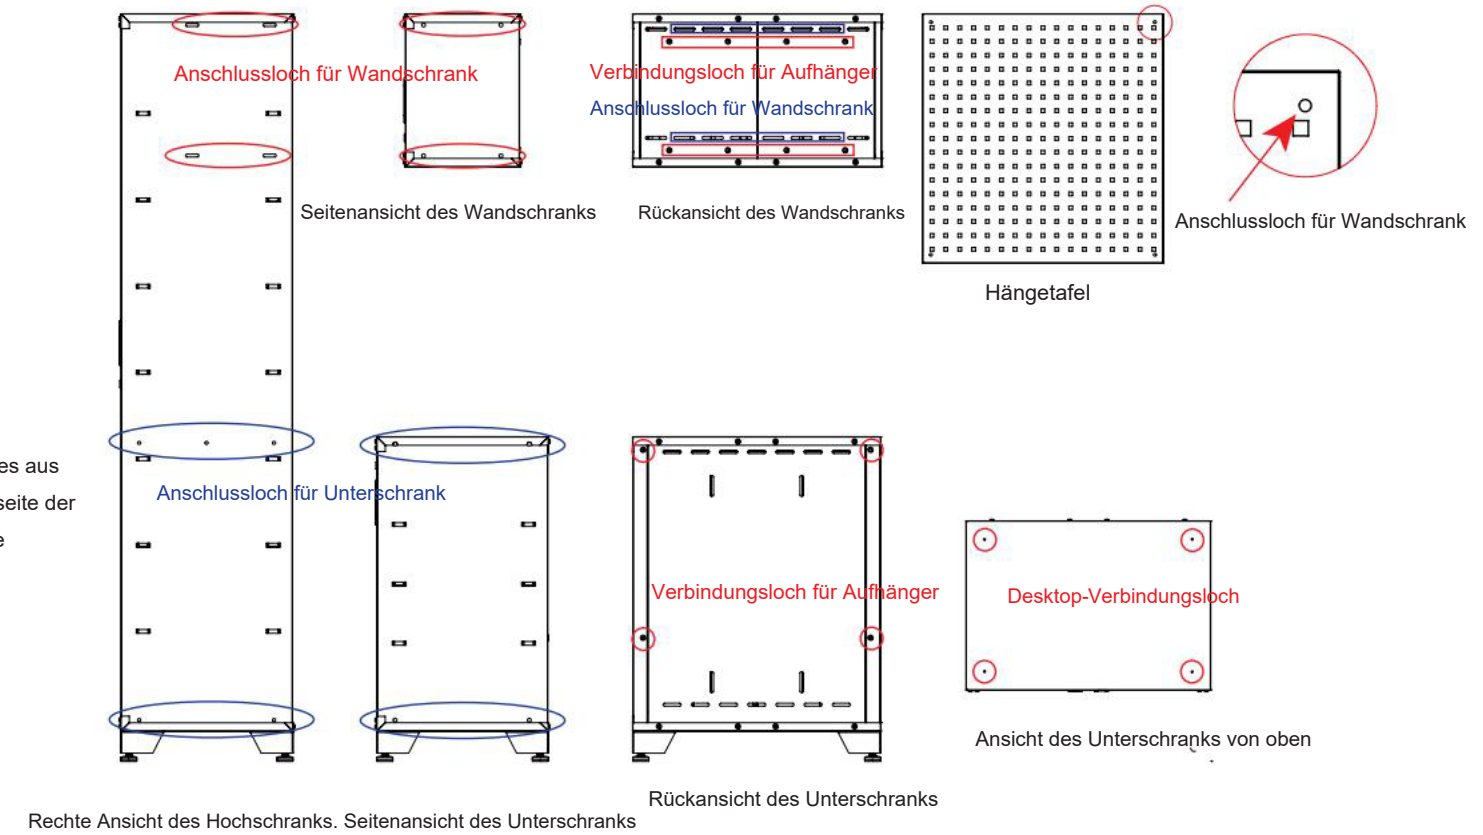 Anschlussloch für Wandschrank
Verbindungsloch für Aufhänger
Anschlussloch für Wandschrank
Seitenansicht des Wandschranks
Rückansicht des Wandschranks
Anschlussloch für Wandschrank
Hängetafel
es aus
seite der
e
Anschlussloch für Unterschrank
Verbindungsloch für Aufhänger
Desktop-Verbindungsloch
Ansicht des Unterschranks von oben
Rückansicht des Unterschranks
Rechte Ansicht des Hochschranks. Seitenansicht des Unterschranks